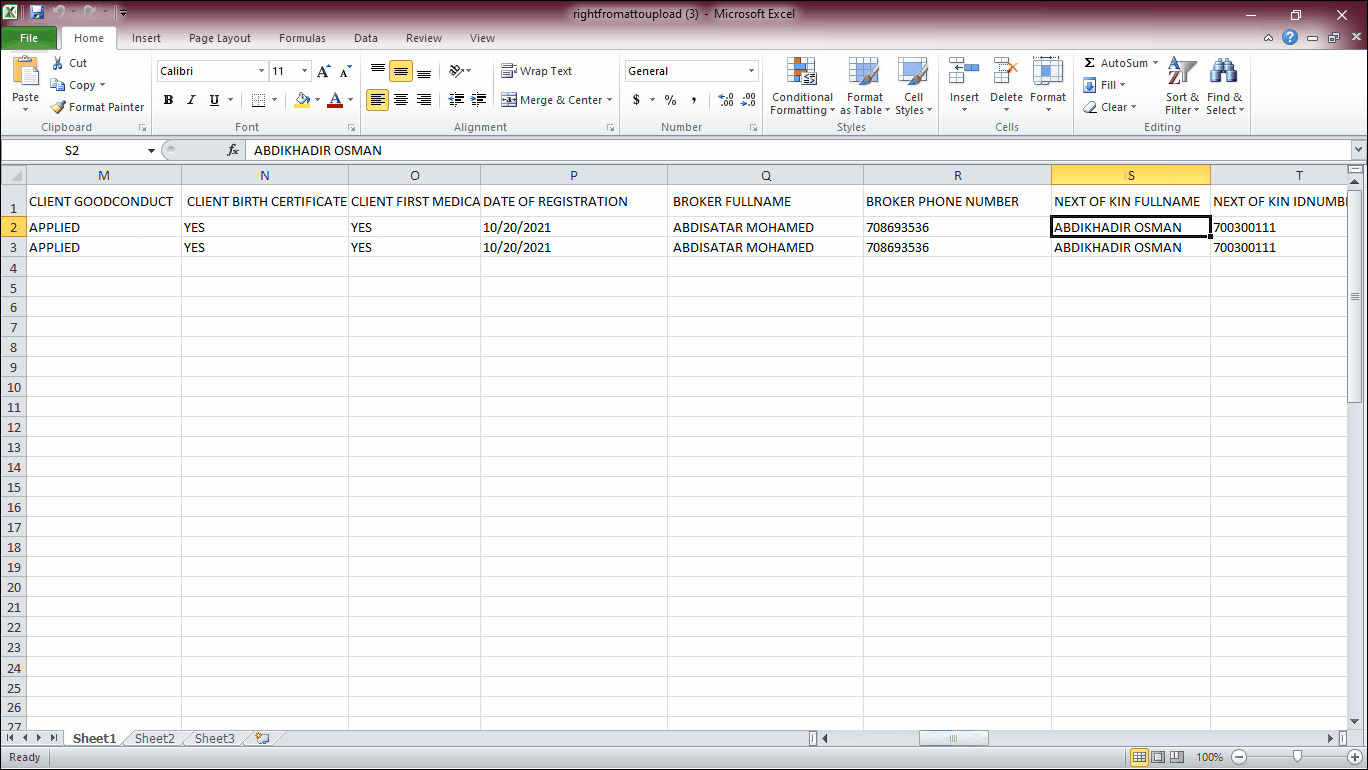 rightfromattoupload (3) - Microsoft Excel
File Home Insert Page Layout Formulas Data Review View
Paste
Cut
Copy
Format Painter
Clipboard
Calibri 11
B I U A
Font
Wrap Text
Merge & Center
Alignment
General
$ % ,
Number
Conditional Formatting
Format as Table
Cell Styles
Styles
Insert
Delete
Format
Cells
Σ AutoSum
Fill
Clear
Sort & Filter
Find & Select
Editing
S2 fx ABDIKHADIR OSMAN
M N O P Q R S T
1 CLIENT GOODCONDUCT CLIENT BIRTH CERTIFICATE CLIENT FIRST MEDICA DATE OF REGISTRATION BROKER FULLNAME BROKER PHONE NUMBER NEXT OF KIN FULLNAME NEXT OF KIN IDNUMB
2 APPLIED YES YES 10/20/2021 ABDISATAR MOHAMED 708693536 ABDIKHADIR OSMAN 700300111
3 APPLIED YES YES 10/20/2021 ABDISATAR MOHAMED 708693536 ABDIKHADIR OSMAN 700300111
4
5
6
7
8
9
10
11
12
13
14
15
16
17
18
19
20
21
22
23
24
25
26
27
Sheet1 Sheet2 Sheet3
Ready 100%